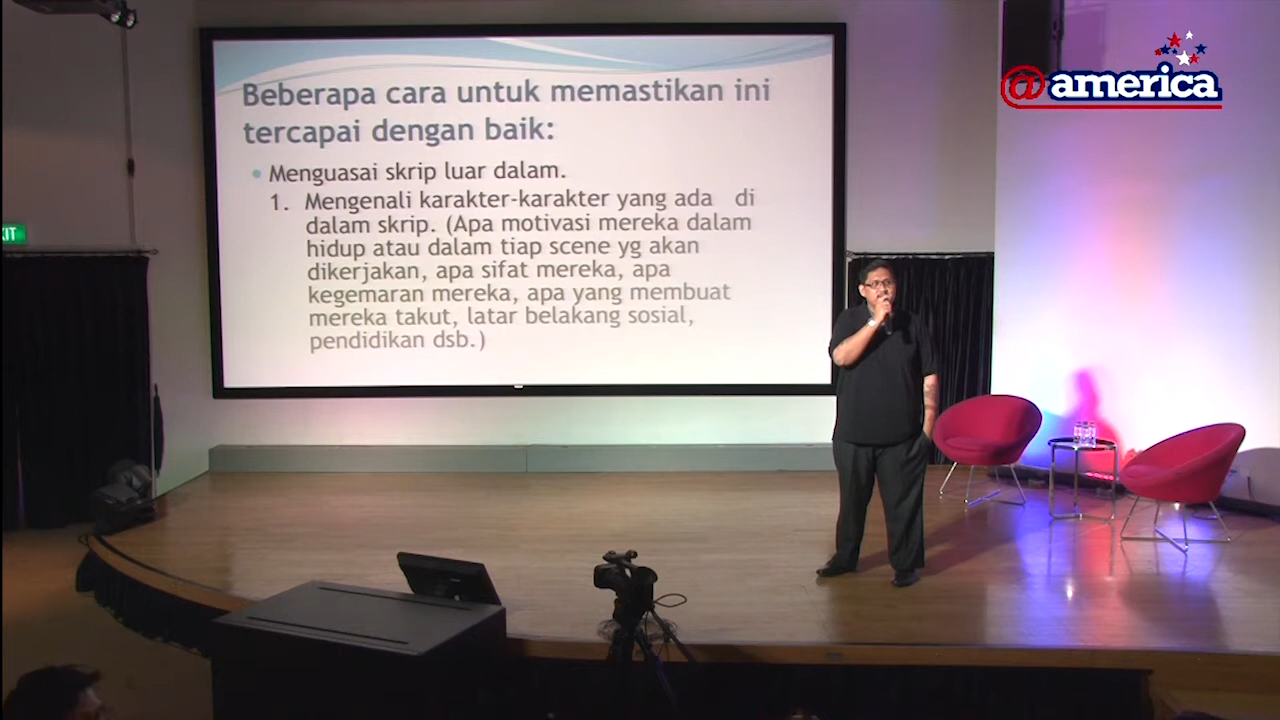 Beberapa cara untuk memastikan ini
tercapai dengan baik:
• Menguasai skrip luar dalam.
1. Mengenali karakter-karakter yang ada di
dalam skrip. (Apa motivasi mereka dalam
hidup atau dalam tiap scene yg akan
dikerjakan, apa sifat mereka, apa
kegemaran mereka, apa yang membuat
mereka takut, latar belakang sosial,
pendidikan dsb.)
@america
XIT